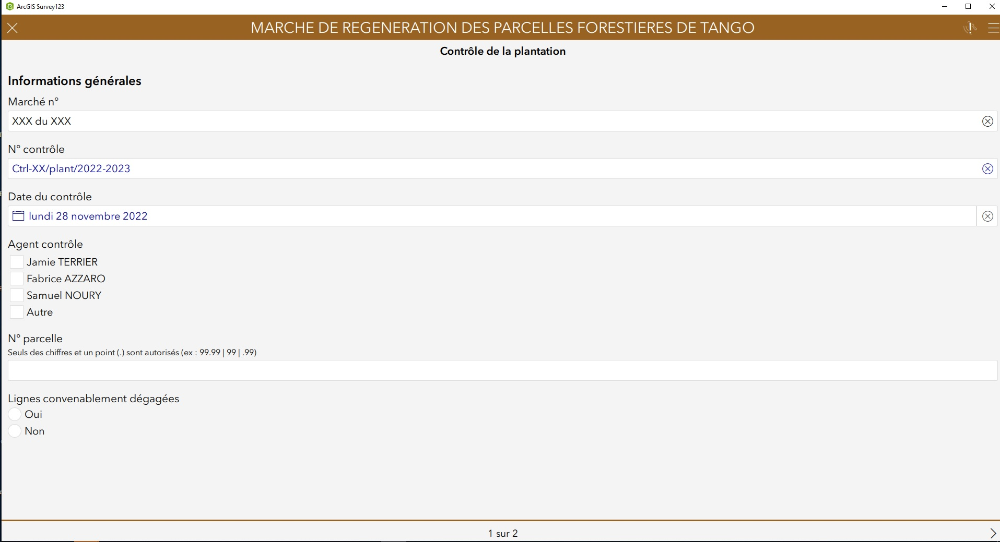 ArcGIS Survey123
MARCHE DE REGENERATION DES PARCELLES FORESTIERES DE TANGO
Contrôle de la plantation
Informations générales
Marché n°
XXX du XXX
N° contrôle
Ctrl-XX/plant/2022-2023
Date du contrôle
lundi 28 novembre 2022
Agent contrôle
Jamie TERRIER
Fabrice AZZARO
Samuel NOURY
Autre
N° parcelle
Seuls des chiffres et un point (.) sont autorisés (ex : 99.99 | 99 | .99)
Lignes convenablement dégagées
Oui
Non
1 sur 2